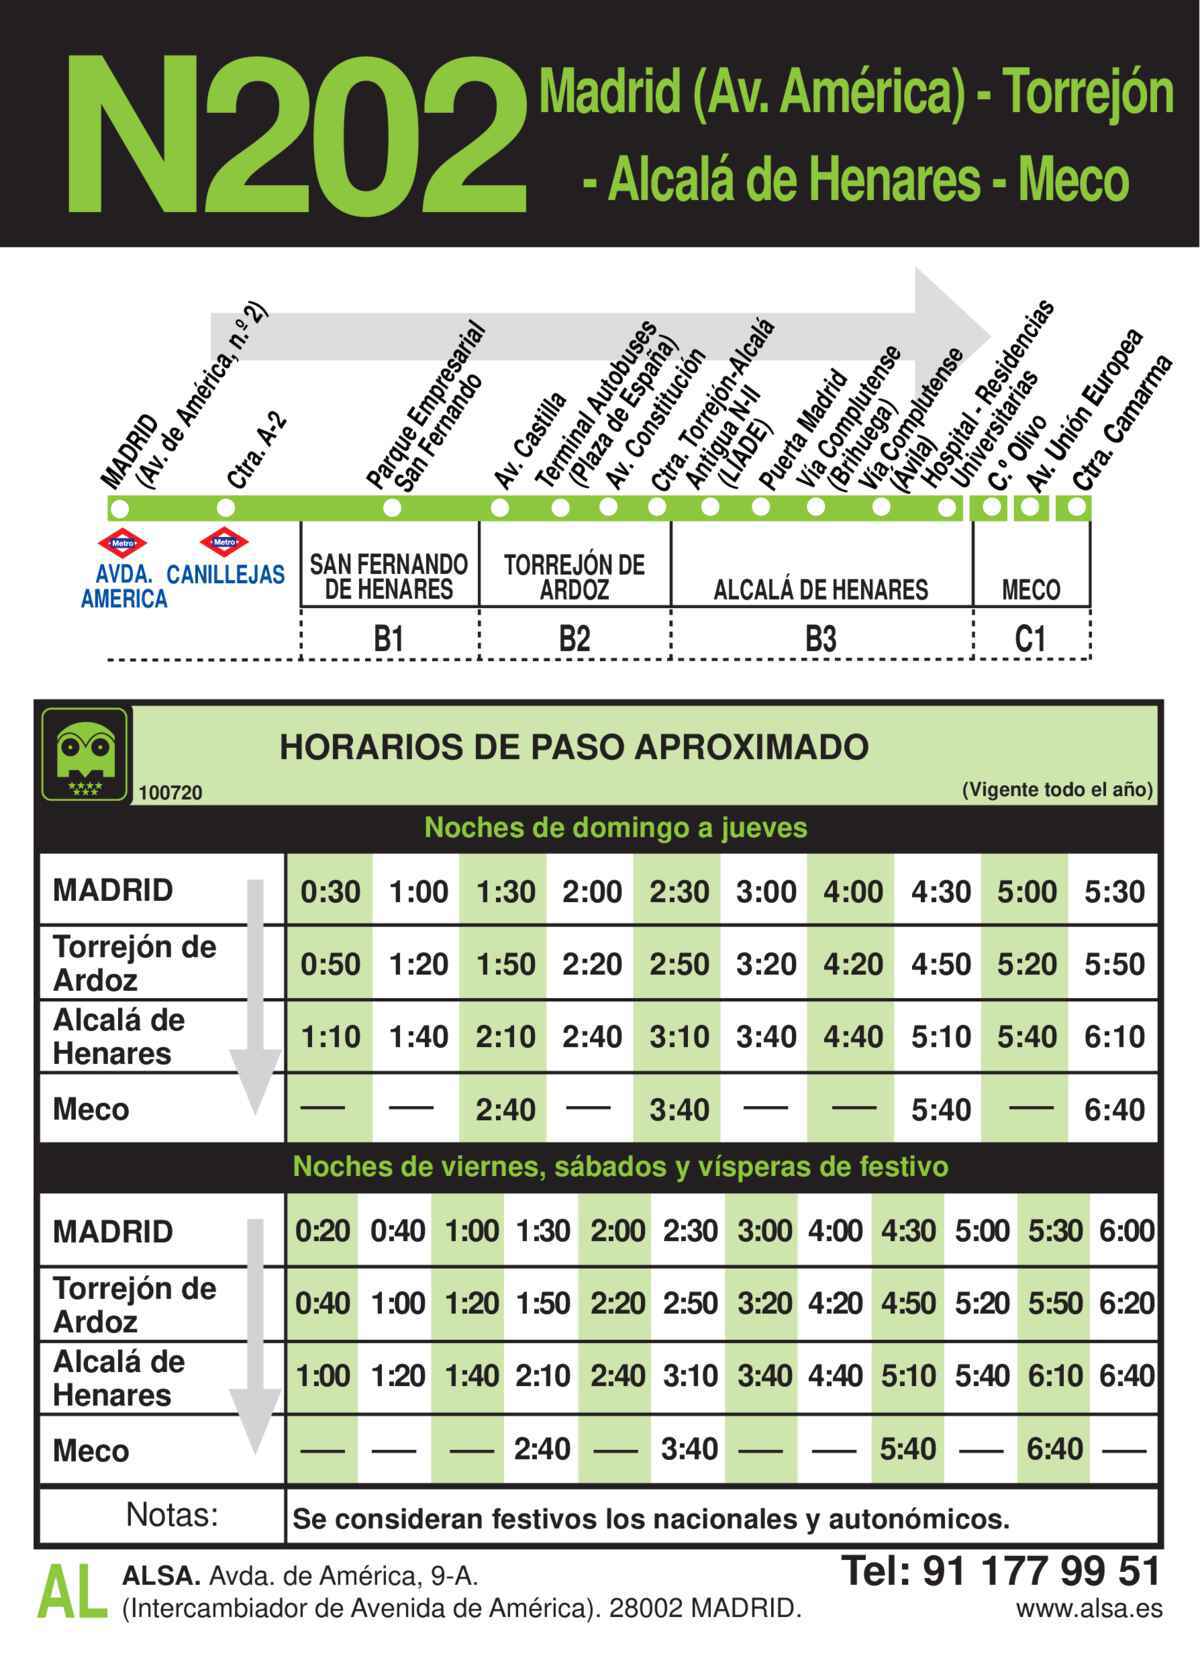 N202
Madrid (Av. América) - Torrejón
- Alcalá de Henares - Meco
MADRID
(Av. de América, n.º 2)
Ctra. A-2
Parque Empresarial
San Fernando
Av. Castilla
Terminal Autobuses
(Plaza de España)
Av. Constitución
Ctra. Torrejón-Alcalá
Antigua N-II
(LÍADE)
Puerta Madrid
Vía Complutense
(Brihuega)
Vía Complutense
(Ávila)
Hospital - Residencias
Universitarias
C.º Olivo
Av. Unión Europea
Ctra. Camarma
Metro
AVDA.
AMERICA
Metro
CANILLEJAS
SAN FERNANDO
DE HENARES
TORREJÓN DE
ARDOZ
ALCALÁ DE HENARES
MECO
B1 B2 B3 C1
HORARIOS DE PASO APROXIMADO
100720
(Vigente todo el año)
Noches de domingo a jueves
MADRID 0:30 1:00 1:30 2:00 2:30 3:00 4:00 4:30 5:00 5:30
Torrejón de
Ardoz 0:50 1:20 1:50 2:20 2:50 3:20 4:20 4:50 5:20 5:50
Alcalá de
Henares 1:10 1:40 2:10 2:40 3:10 3:40 4:40 5:10 5:40 6:10
Meco — — 2:40 — 3:40 — — 5:40 — 6:40
Noches de viernes, sábados y vísperas de festivo
MADRID 0:20 0:40 1:00 1:30 2:00 2:30 3:00 4:00 4:30 5:00 5:30 6:00
Torrejón de
Ardoz 0:40 1:00 1:20 1:50 2:20 2:50 3:20 4:20 4:50 5:20 5:50 6:20
Alcalá de
Henares 1:00 1:20 1:40 2:10 2:40 3:10 3:40 4:40 5:10 5:40 6:10 6:40
Meco — — — 2:40 — 3:40 — — 5:40 — 6:40 —
Notas: Se consideran festivos los nacionales y autonómicos.
AL
ALSA. Avda. de América, 9-A.
(Intercambiador de Avenida de América). 28002 MADRID.
Tel: 91 177 99 51
www.alsa.es